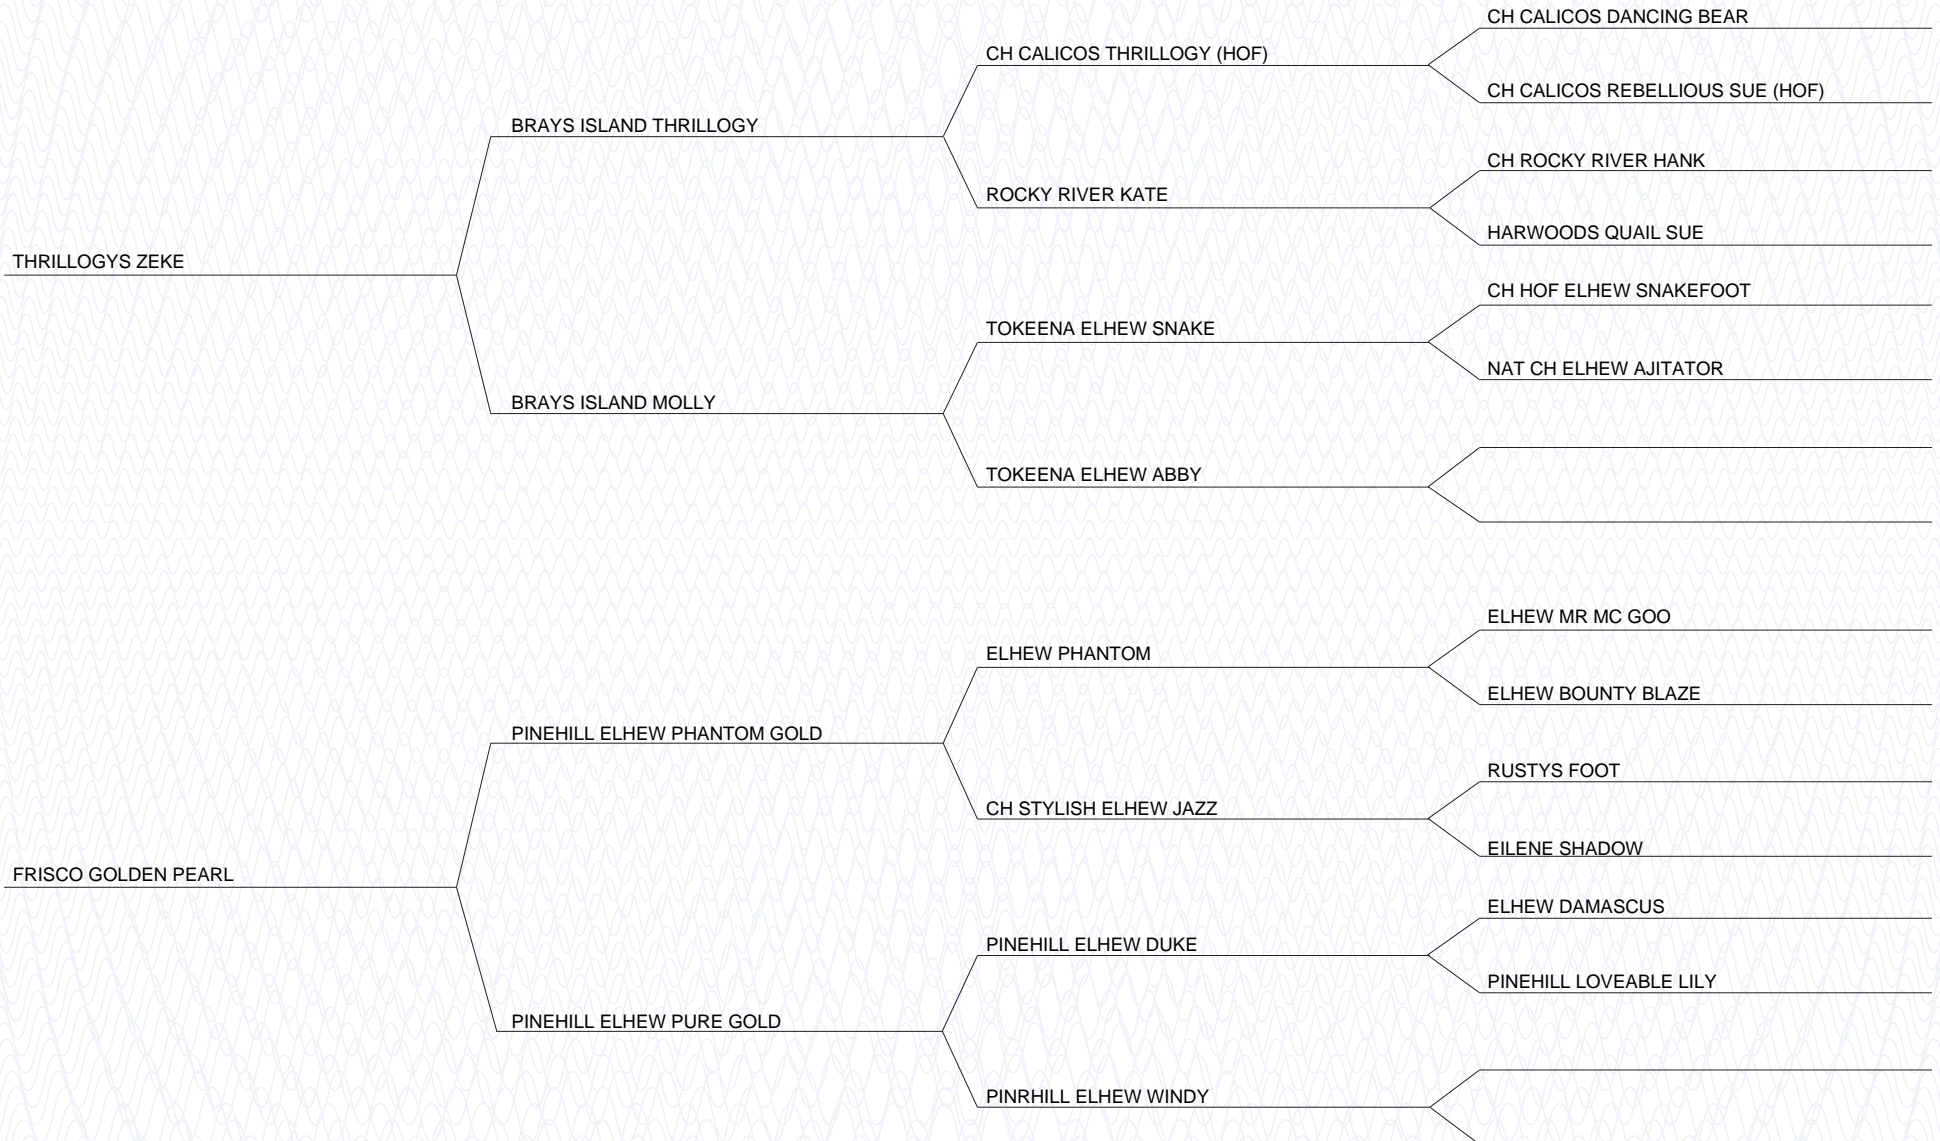 CH CALICOS DANCING BEAR
CH CALICOS THRILLOGY (HOF)
CH CALICOS REBELLIOUS SUE (HOF)
BRAYS ISLAND THRILLOGY
CH ROCKY RIVER HANK
ROCKY RIVER KATE
HARWOODS QUAIL SUE
THRILLOGYS ZEKE
CH HOF ELHEW SNAKEFOOT
TOKEENA ELHEW SNAKE
NAT CH ELHEW AJITATOR
BRAYS ISLAND MOLLY
TOKEENA ELHEW ABBY
ELHEW MR MC GOO
ELHEW PHANTOM
ELHEW BOUNTY BLAZE
PINEHILL ELHEW PHANTOM GOLD
RUSTYS FOOT
CH STYLISH ELHEW JAZZ
EILENE SHADOW
FRISCO GOLDEN PEARL
ELHEW DAMASCUS
PINEHILL ELHEW DUKE
PINEHILL LOVEABLE LILY
PINEHILL ELHEW PURE GOLD
PINRHILL ELHEW WINDY